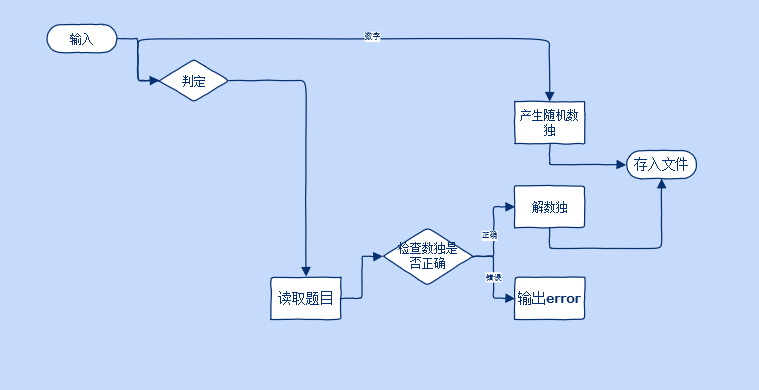 输入
数字
判定
产生随机数
独
存入文件
解数独
正确
检查数独是
否正确
错误
读取题目
输出error